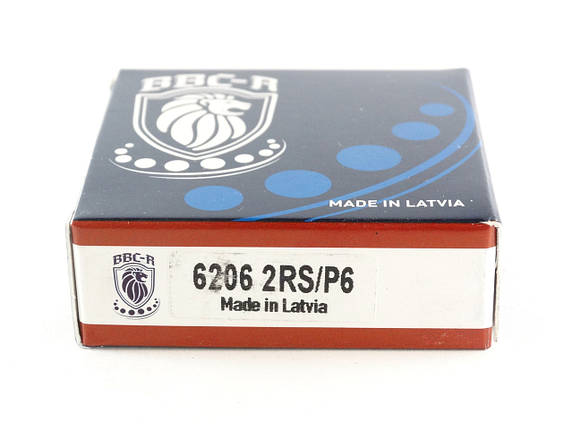 BBC-R
MADE IN LATVIA
BBC-R
6206 2RS/P6
Made in Latvia